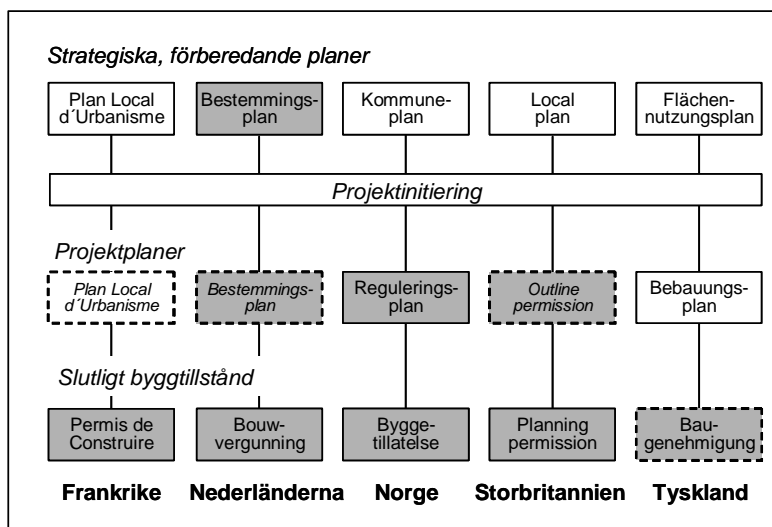 Strategiska, förberedande planer
Plan Local
d´Urbanisme
Bestemmings-
plan
Kommune-
plan
Local
plan
Flächen-
nutzungsplan
Projektinitiering
Projektplaner
Plan Local
d´Urbanisme
Bestemmings-
plan
Regulerings-
plan
Outline
permission
Bebauungs-
plan
Slutligt byggtillstånd
Permis de
Construire
Bouw-
vergunning
Bygge-
tillatelse
Planning
permission
Bau-
genehmigung
Frankrike Nederländerna Norge Storbritannien Tyskland